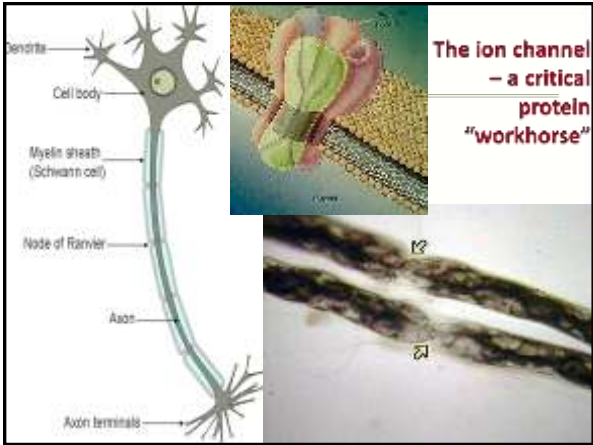 Dendrite
Cell body
Myelin sheath
(Schwann cell)
Node of Ranvier
Axon
Axon terminals
The ion channel
– a critical
protein
"workhorse"